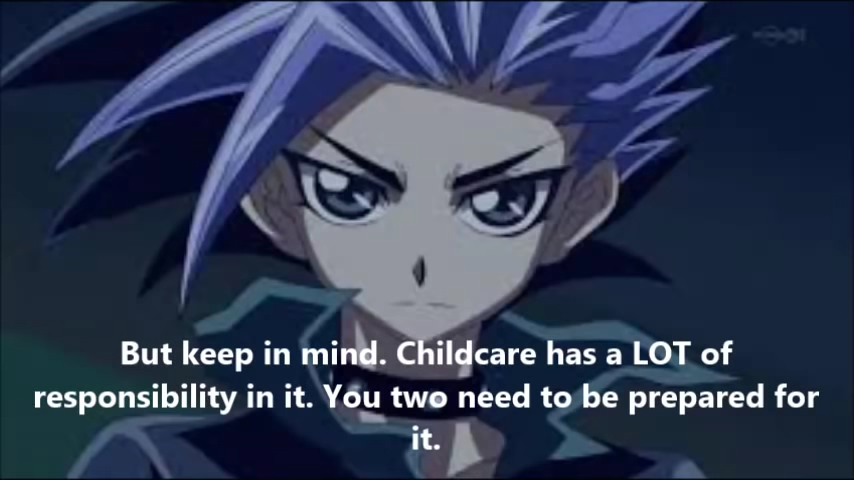 But keep in mind. Childcare has a LOT of
responsibility in it. You two need to be prepared for
it.